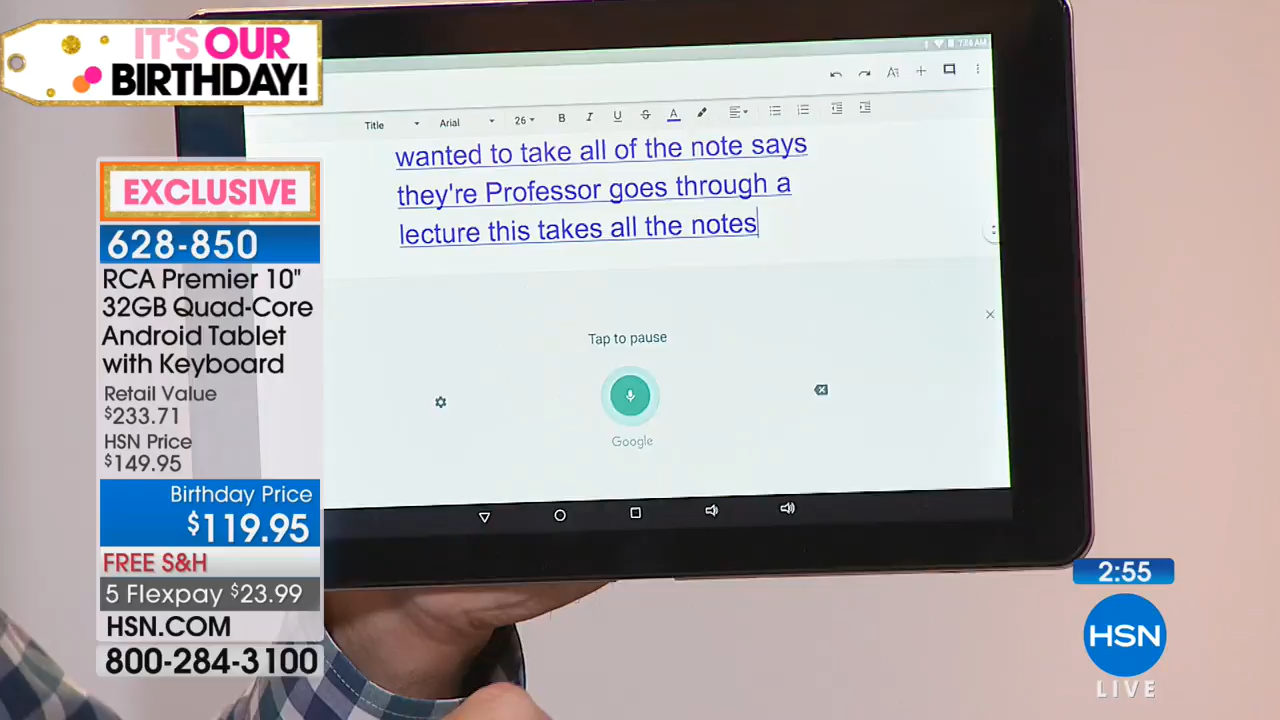 IT'S OUR
BIRTHDAY!
EXCLUSIVE
628-850
RCA Premier 10"
32GB Quad-Core
Android Tablet
with Keyboard
Retail Value
$233.71
HSN Price
$149.95
Birthday Price
$119.95
FREE S&H
5 Flexpay $23.99
HSN.COM
800-284-3100
Title Arial 26 B I U S A
wanted to take all of the note says
they're Professor goes through a
lecture this takes all the notes
Tap to pause
Google
2:55
HSN
LIVE